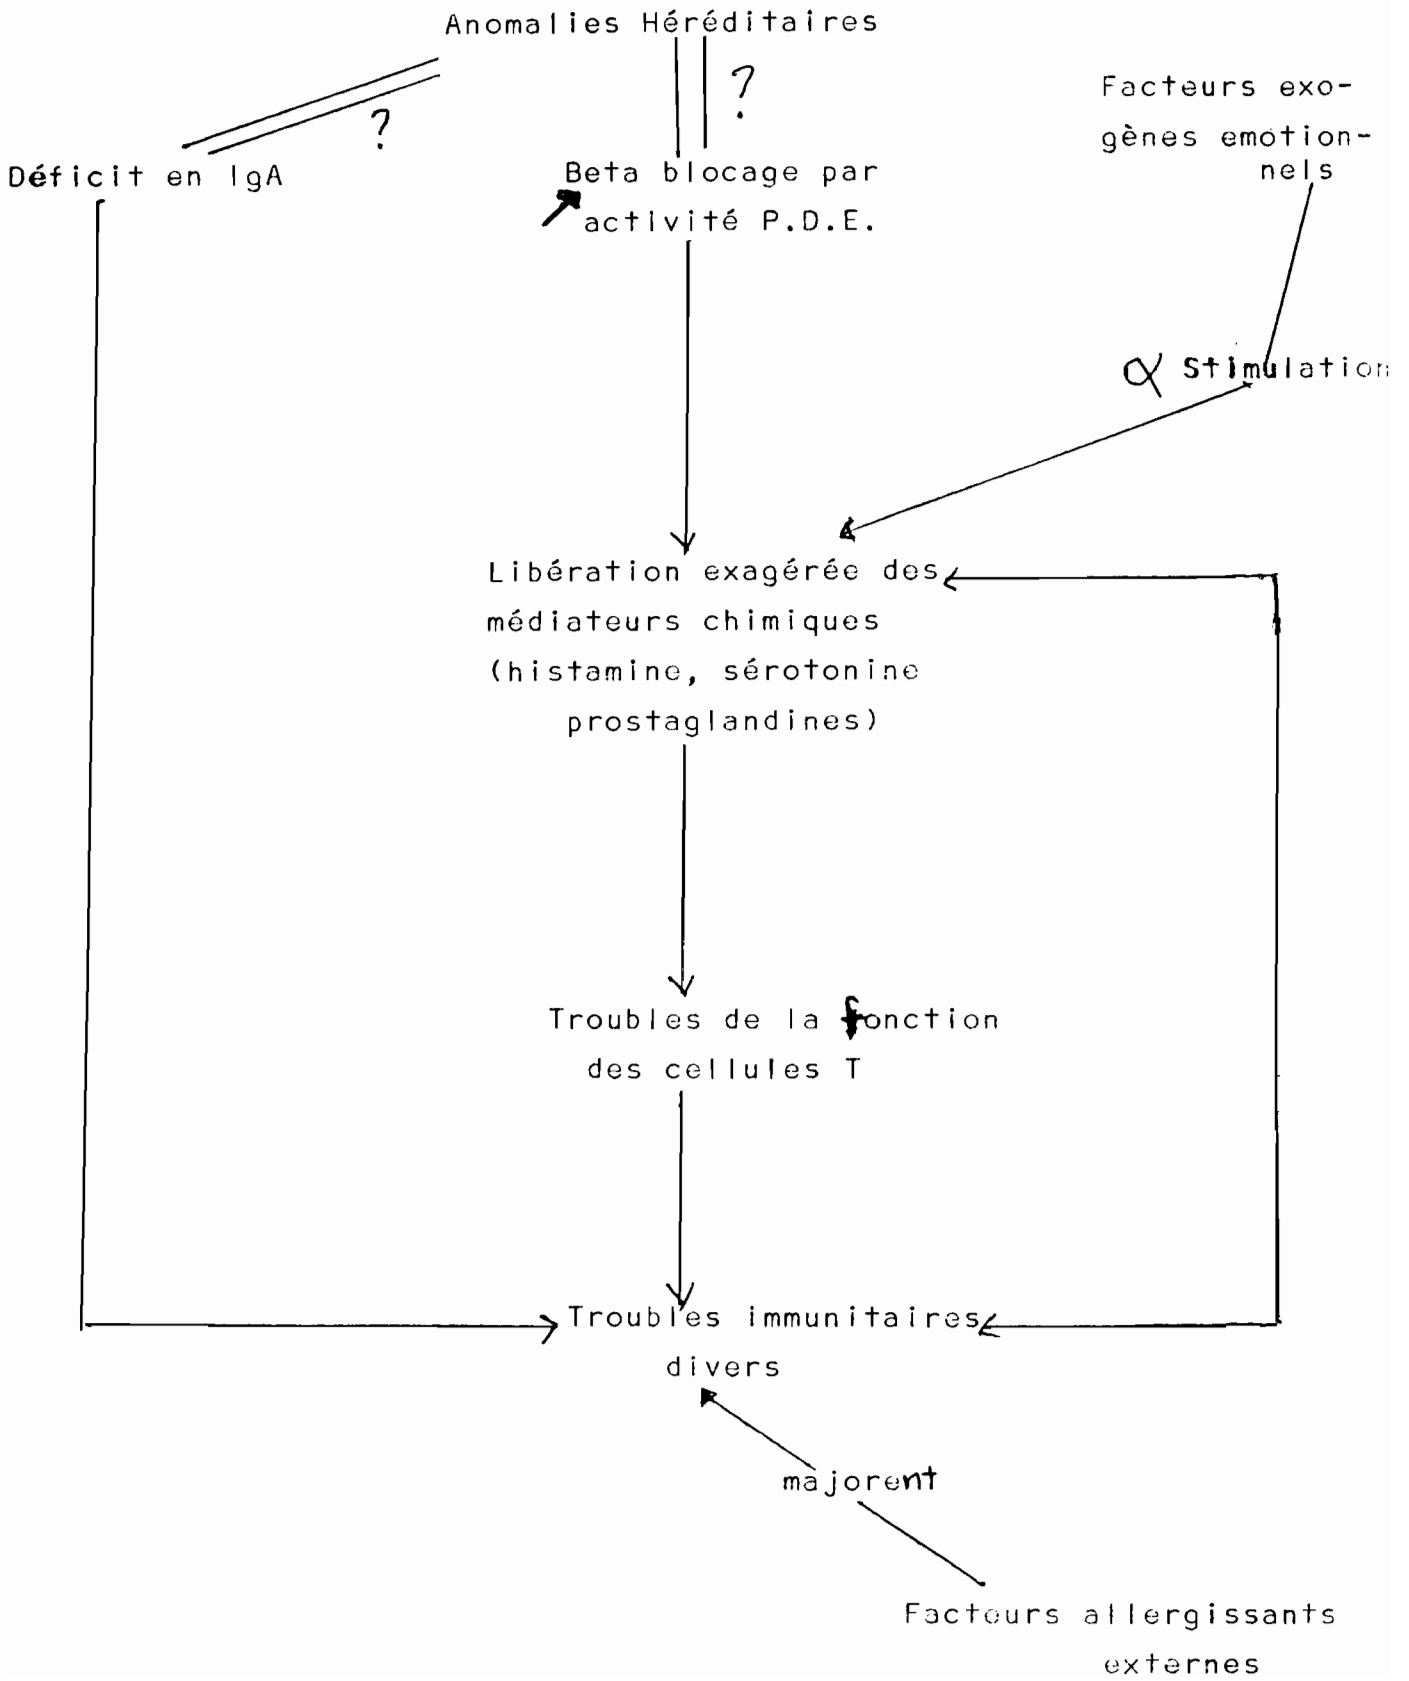 Anomalies Héréditaires
?
?
Facteurs exo-
gènes emotion-
nels
Déficit en IgA
Beta blocage par
activité P.D.E.
α Stimulation
Libération exagérée des
médiateurs chimiques
(histamine, sérotonine
prostaglandines)
Troubles de la fonction
des cellules T
Troubles immunitaires
divers
majorent
Facteurs allergissants
externes